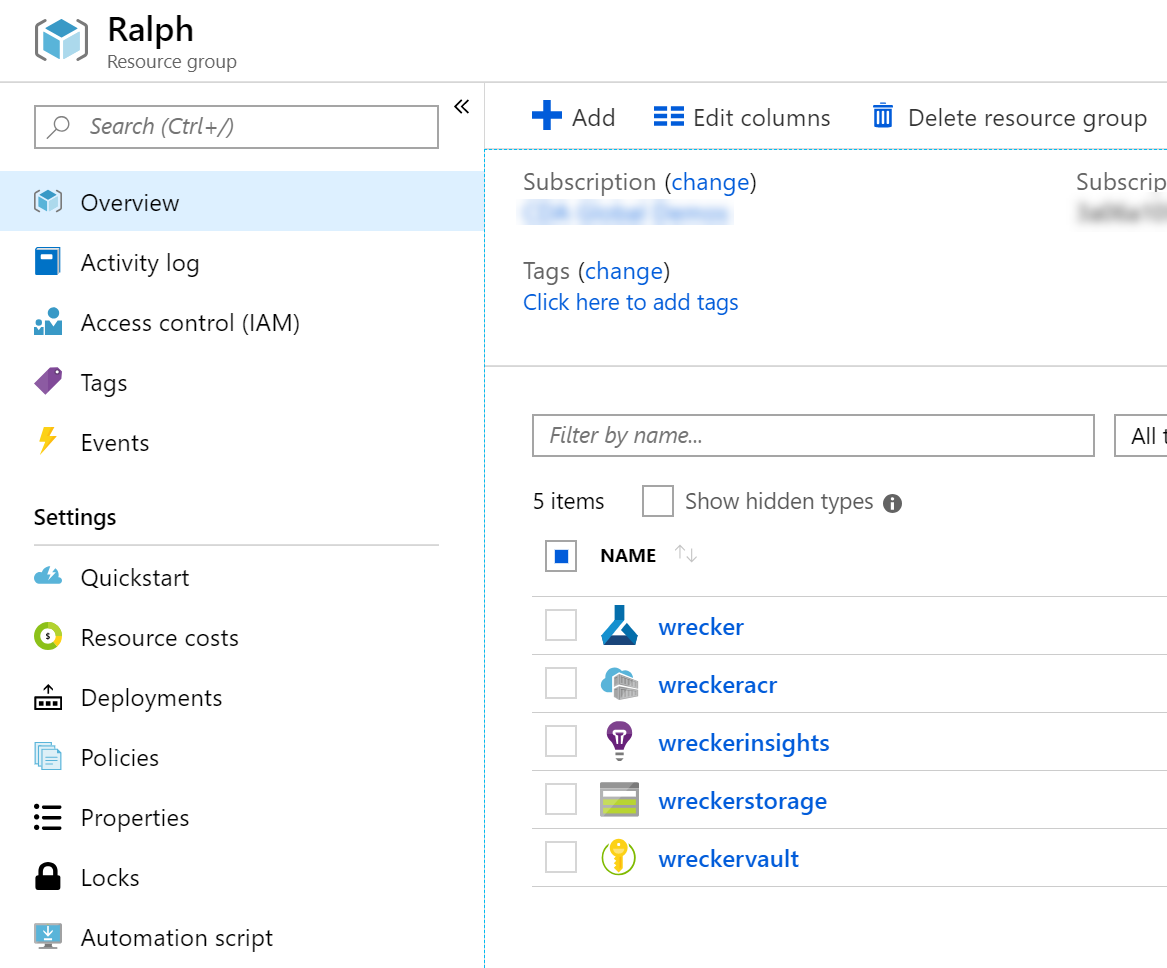 Ralph
Resource group
Search (Ctrl+/)
«
Add
Edit columns
Delete resource group
Overview
Activity log
Access control (IAM)
Tags
Events
Settings
Quickstart
Resource costs
Deployments
Policies
Properties
Locks
Automation script
Subscription (change)
Subscrip
Tags (change)
Click here to add tags
Filter by name...
All t
5 items
Show hidden types
NAME
wrecker
wreckeracr
wreckerinsights
wreckerstorage
wreckervault